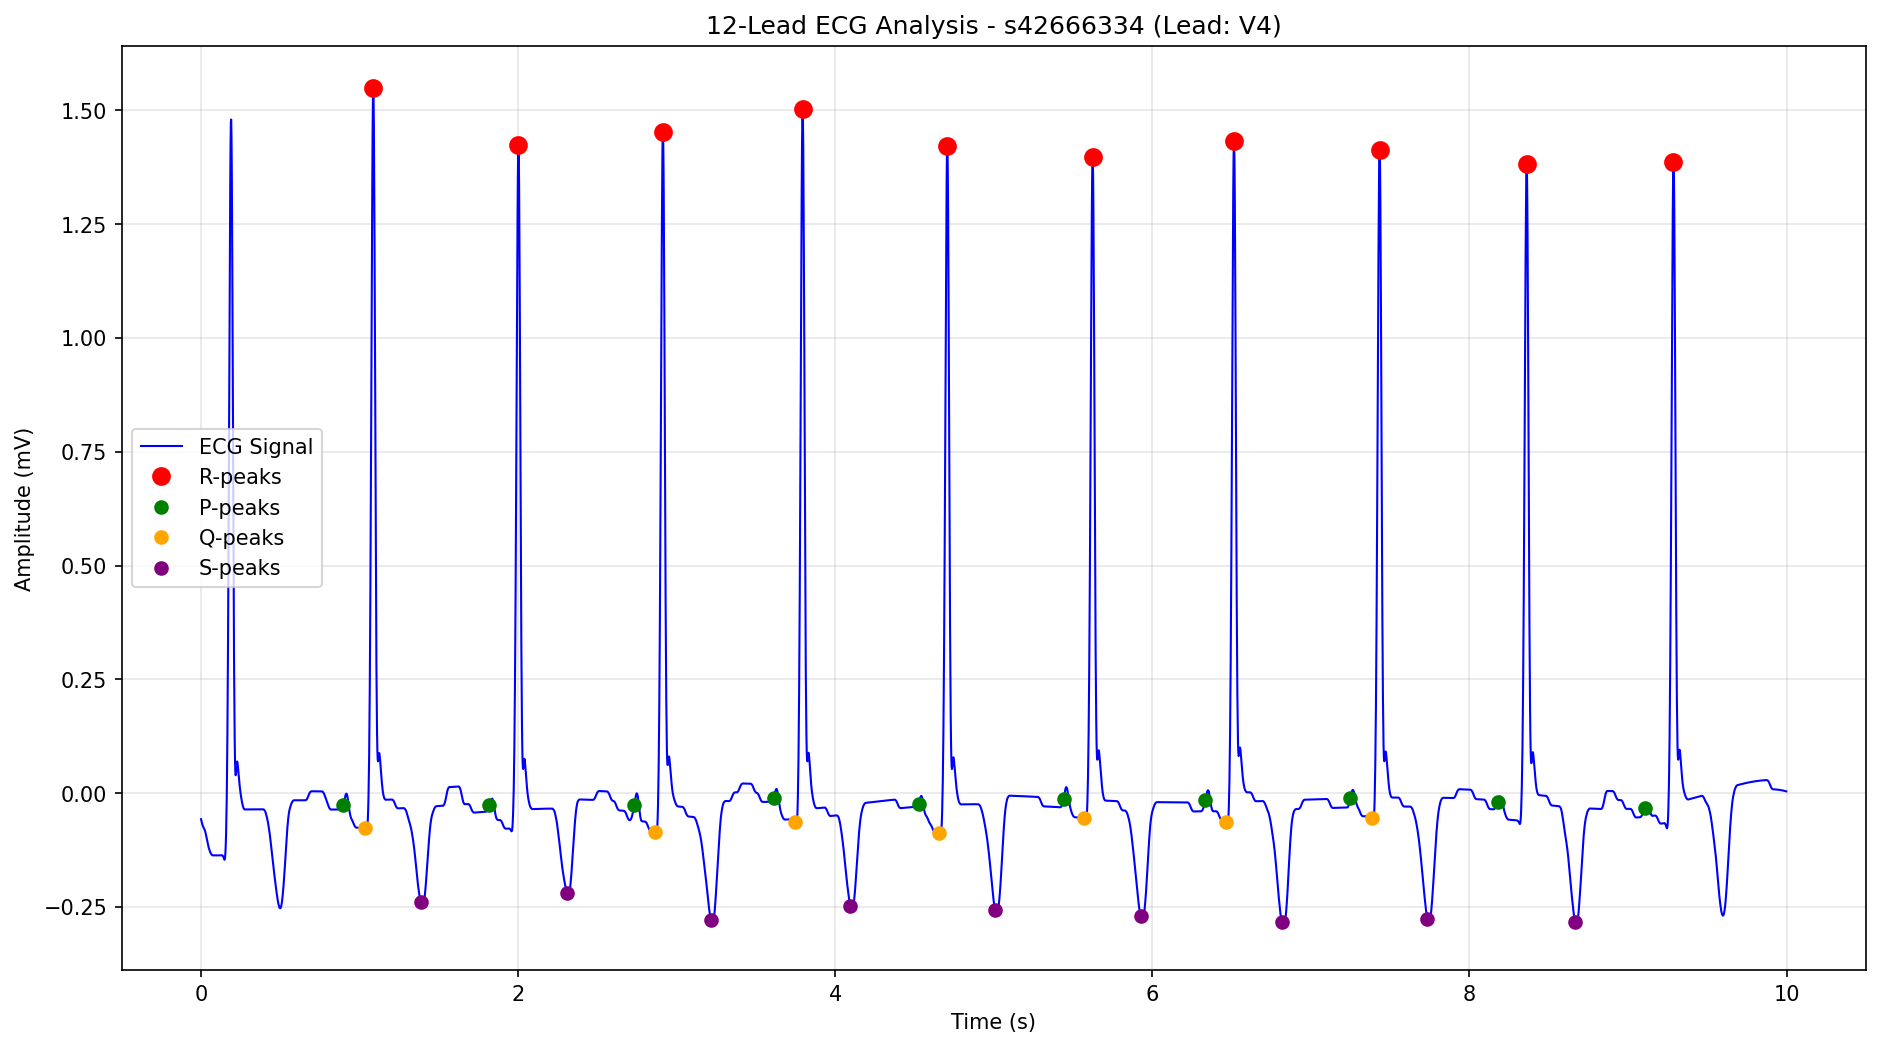 12-Lead ECG Analysis - s42666334 (Lead: V4)
1.50
1.25
1.00
0.75
0.50
0.25
0.00
−0.25
Amplitude (mV)
ECG Signal
R-peaks
P-peaks
Q-peaks
S-peaks
0 2 4 6 8 10
Time (s)